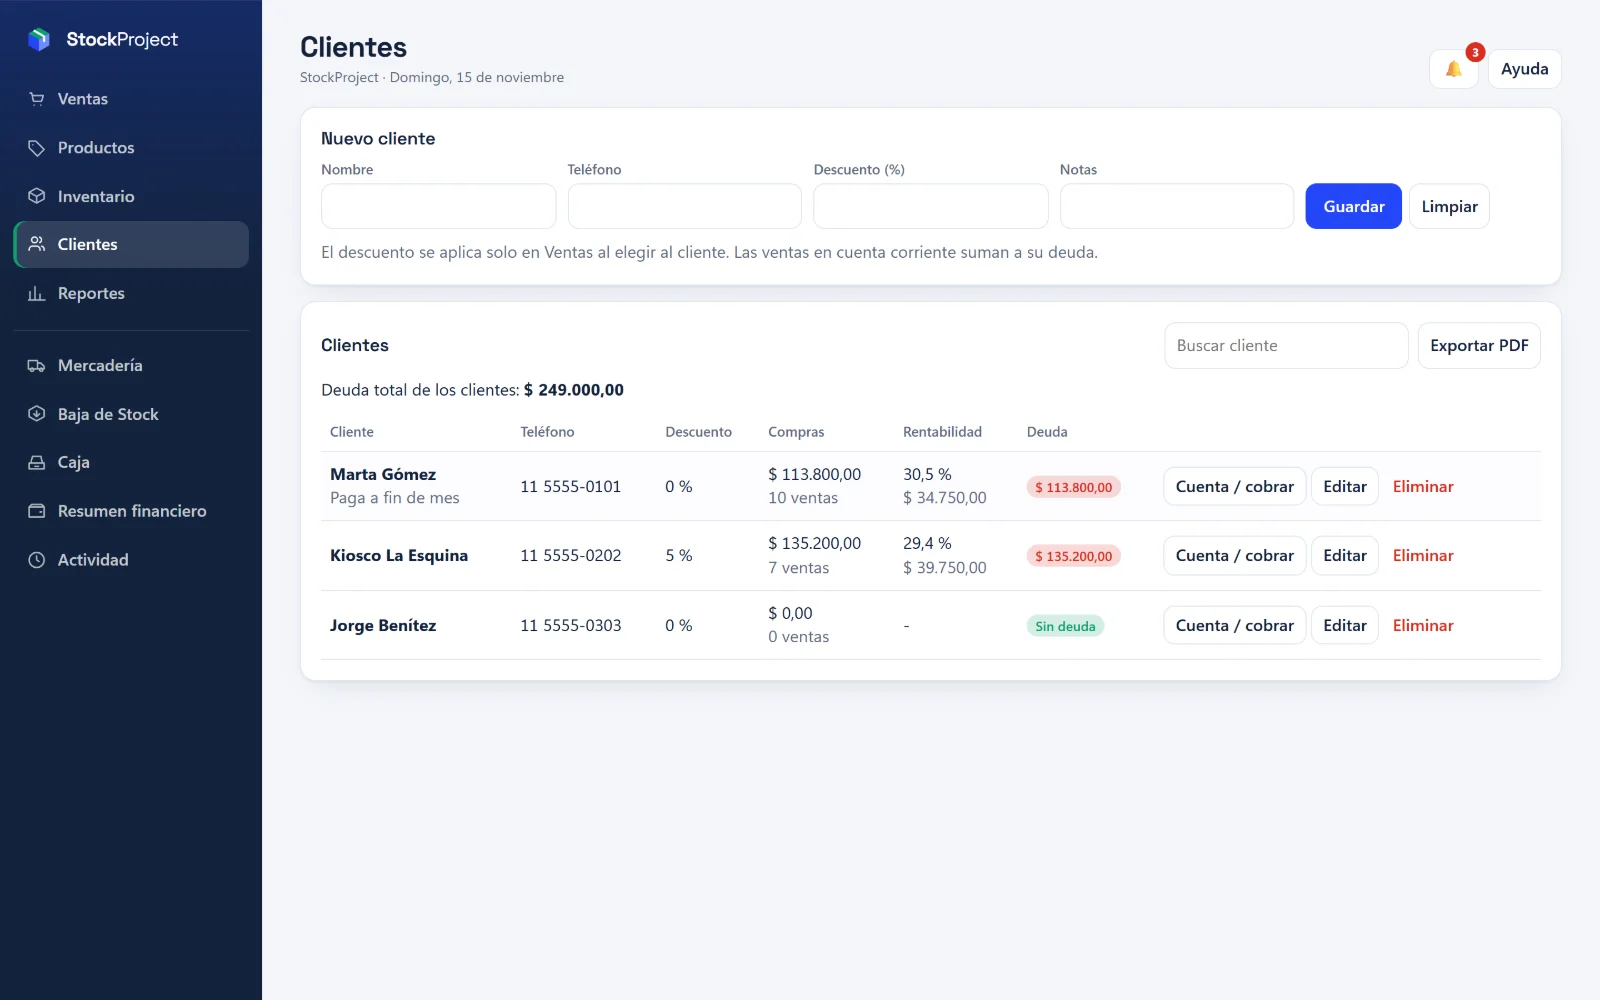 StockProject
Ventas
Productos
Inventario
Clientes
Reportes
Mercadería
Baja de Stock
Caja
Resumen financiero
Actividad
Clientes
StockProject · Domingo, 15 de noviembre
3
Ayuda
Nuevo cliente
Nombre Teléfono Descuento (%) Notas
Guardar Limpiar
El descuento se aplica solo en Ventas al elegir al cliente. Las ventas en cuenta corriente suman a su deuda.
Clientes
Buscar cliente
Exportar PDF
Deuda total de los clientes: $ 249.000,00
Cliente Teléfono Descuento Compras Rentabilidad Deuda
Marta Gómez
Paga a fin de mes
11 5555-0101
0 %
$ 113.800,00
10 ventas
30,5 %
$ 34.750,00
$ 113.800,00
Cuenta / cobrar Editar Eliminar
Kiosco La Esquina
11 5555-0202
5 %
$ 135.200,00
7 ventas
29,4 %
$ 39.750,00
$ 135.200,00
Cuenta / cobrar Editar Eliminar
Jorge Benítez
11 5555-0303
0 %
$ 0,00
0 ventas
-
Sin deuda
Cuenta / cobrar Editar Eliminar